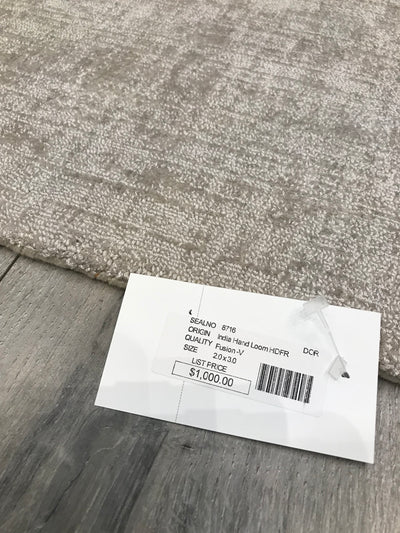 SEALNO 8716
ORIGIN India Hand Loom HDFR DOR
QUALITY Fusion -V
SIZE 2.0 x 3.0
LIST PRICE
$1,000.00